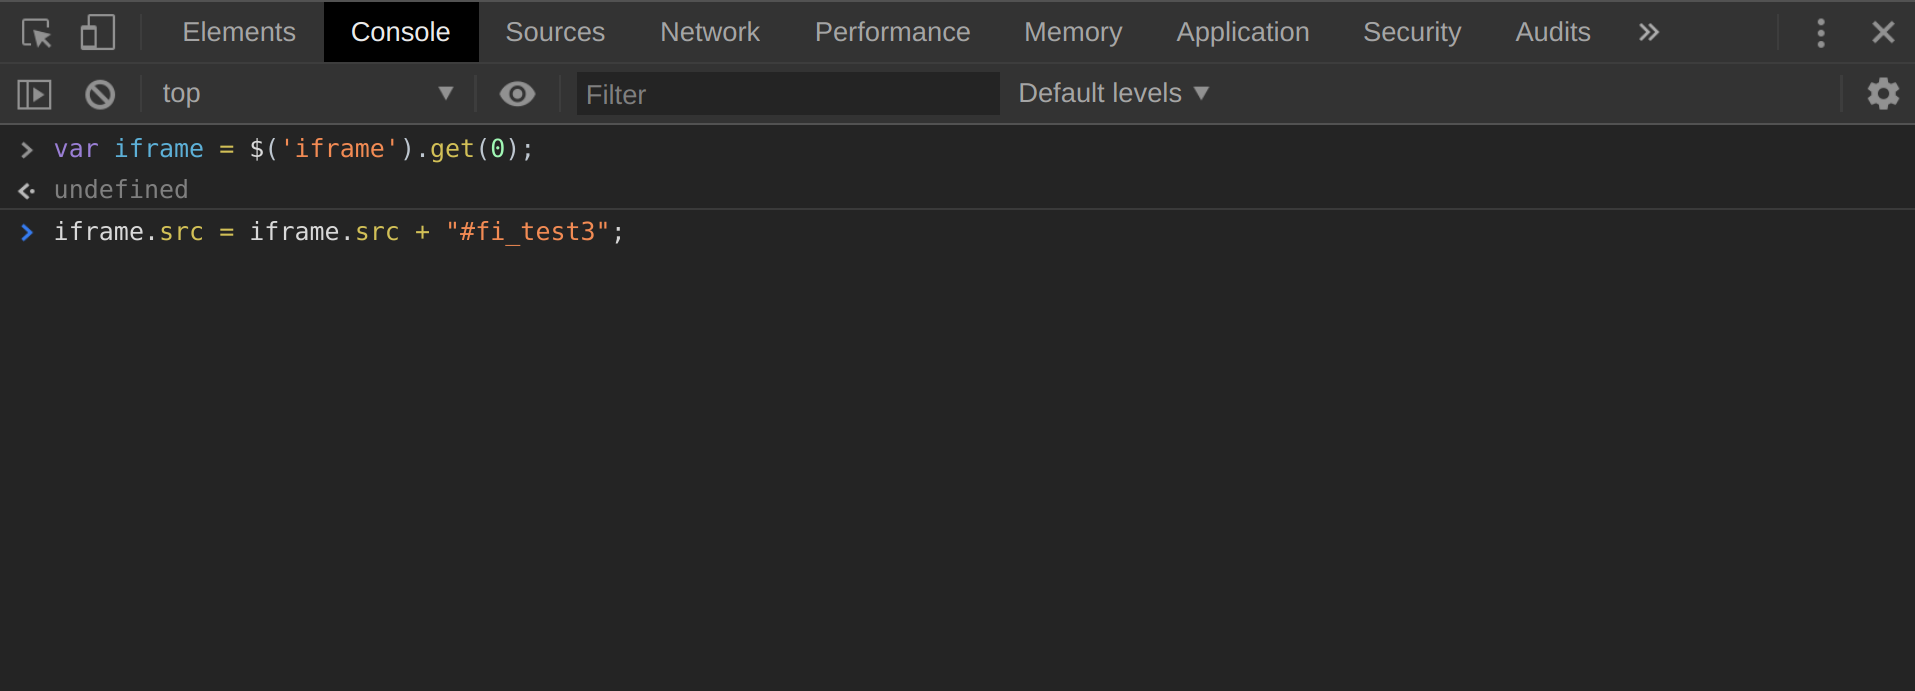 Elements Console Sources Network Performance Memory Application Security Audits
top Filter Default levels
var iframe = $('iframe').get(0);
undefined
iframe.src = iframe.src + "#fi_test3";